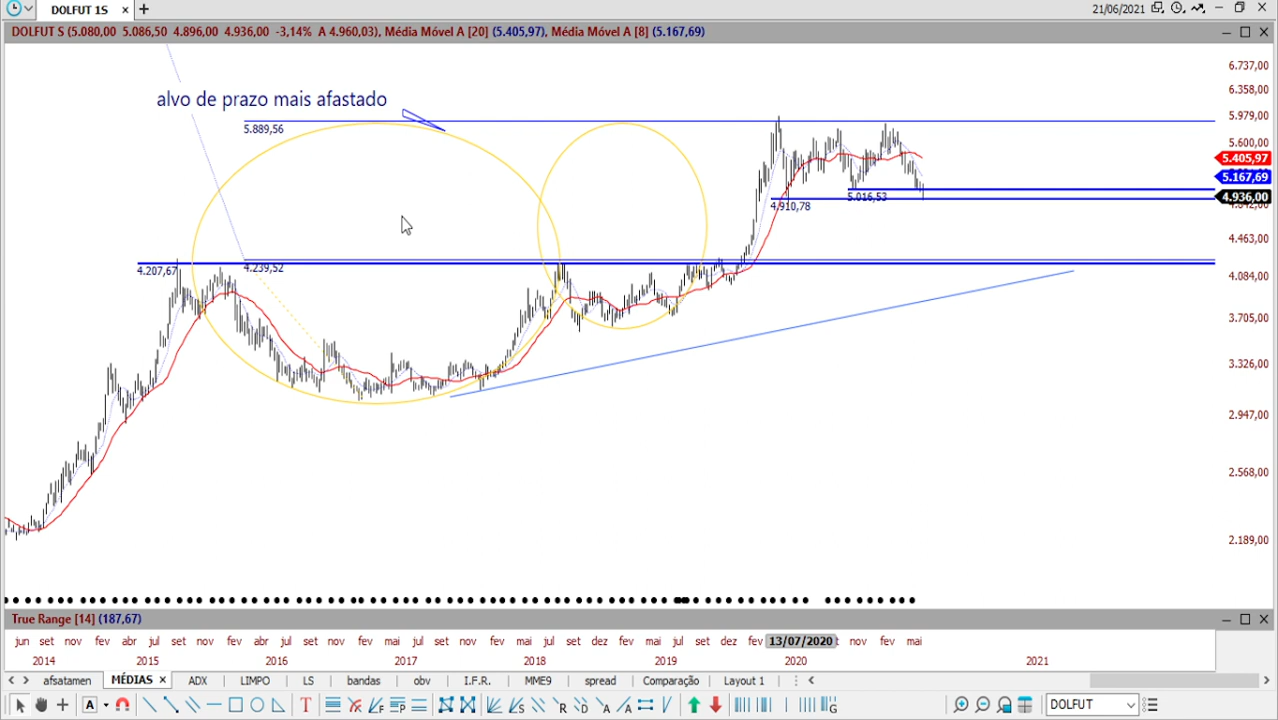 DOLFUT 1S
21/06/2021
DOLFUT S (5.080,00 5.086,50 4.896,00 4.936,00 -3,14% A 4.960,03), Média Móvel A [20] (5.405,97), Média Móvel A [8] (5.167,69)
6.737,00
alvo de prazo mais afastado
6.358,00
5.979,00
5.889,56
5.600,00
5.405,97
5.167,69
5.016,53
4.936,00
4.910,78
4.463,00
4.207,67
4.239,52
4.084,00
3.705,00
3.326,00
2.947,00
2.568,00
2.189,00
True Range [14] (187,67)
jun set nov fev abr jul set nov fev abr jul set nov fev mai jul set nov fev mai jul set dez fev mai jul set dez fev 13/07/2020 nov fev mai
2014 2015 2016 2017 2018 2019 2020 2021
afsatamen MÉDIAS ADX LIMPO LS bandas obv I.F.R. MME9 spread Comparação Layout 1
DOLFUT